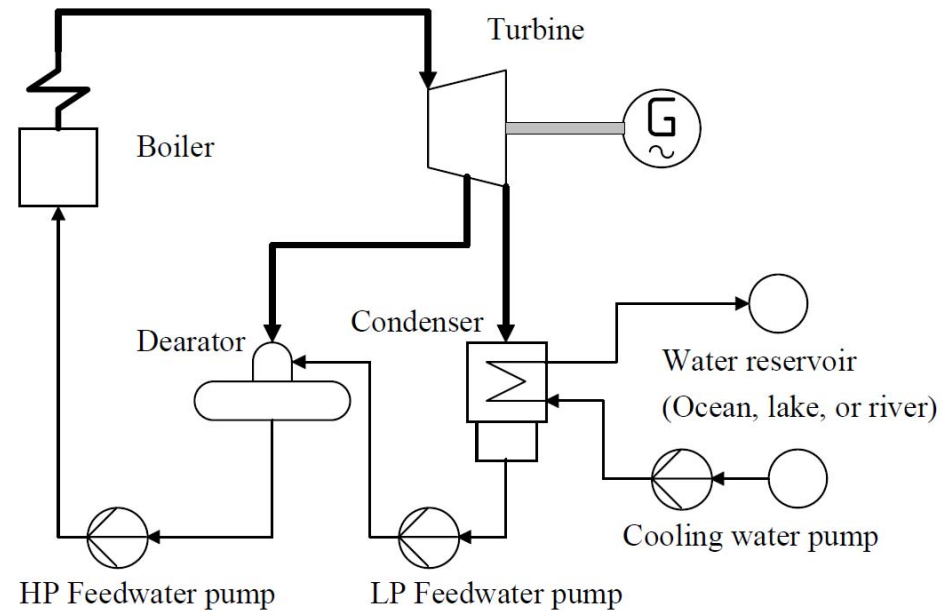 Turbine
G
Boiler
Dearator
Condenser
Water reservoir
(Ocean, lake, or river)
Cooling water pump
HP Feedwater pump
LP Feedwater pump